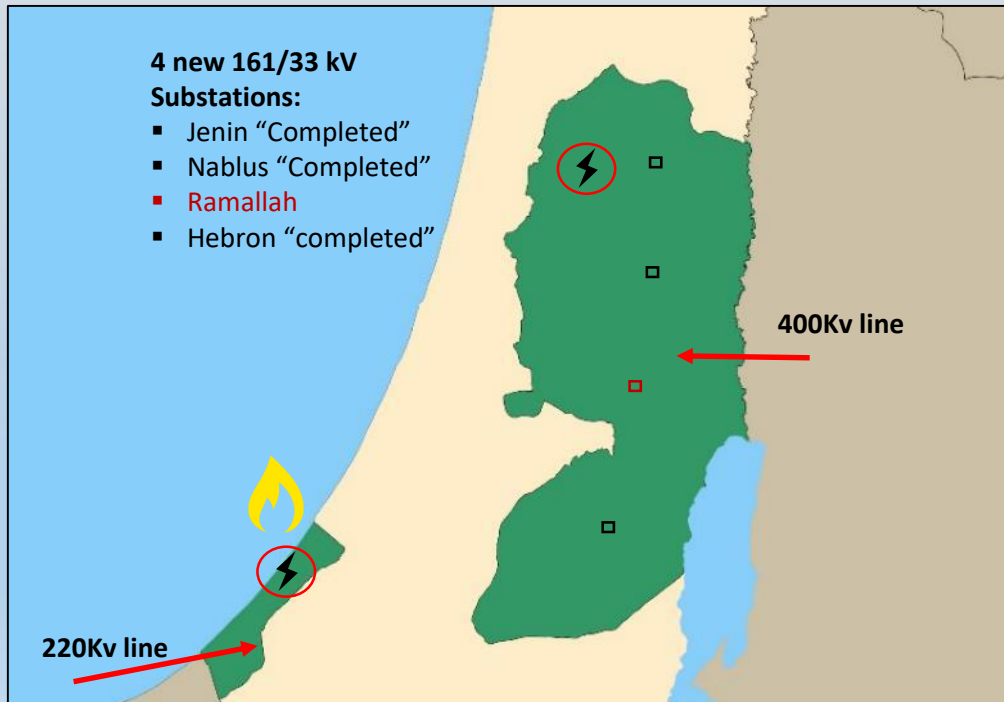 4 new 161/33 kV
Substations:
▪ Jenin “Completed”
▪ Nablus “Completed”
▪ Ramallah
▪ Hebron “completed”
400Kv line
220Kv line